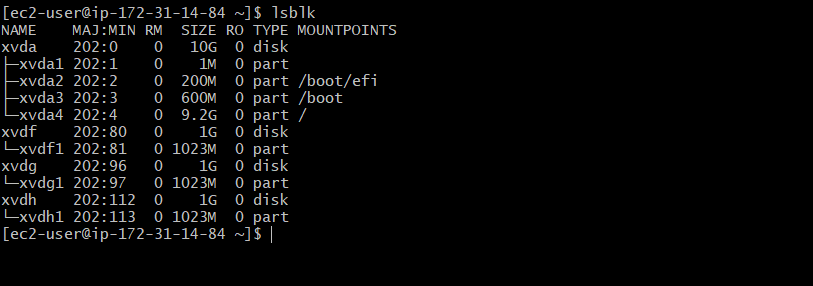 [ec2-user@ip-172-31-14-84 ~]$ lsblk
NAME    MAJ:MIN RM  SIZE RO TYPE MOUNTPOINTS
xvda    202:0    0   10G  0 disk
├─xvda1 202:1    0    1M  0 part
├─xvda2 202:2    0  200M  0 part /boot/efi
├─xvda3 202:3    0  600M  0 part /boot
└─xvda4 202:4    0  9.2G  0 part /
xvdf    202:80   0    1G  0 disk
└─xvdf1 202:81   0 1023M  0 part
xvdg    202:96   0    1G  0 disk
└─xvdg1 202:97   0 1023M  0 part
xvdh    202:112  0    1G  0 disk
└─xvdh1 202:113  0 1023M  0 part
[ec2-user@ip-172-31-14-84 ~]$